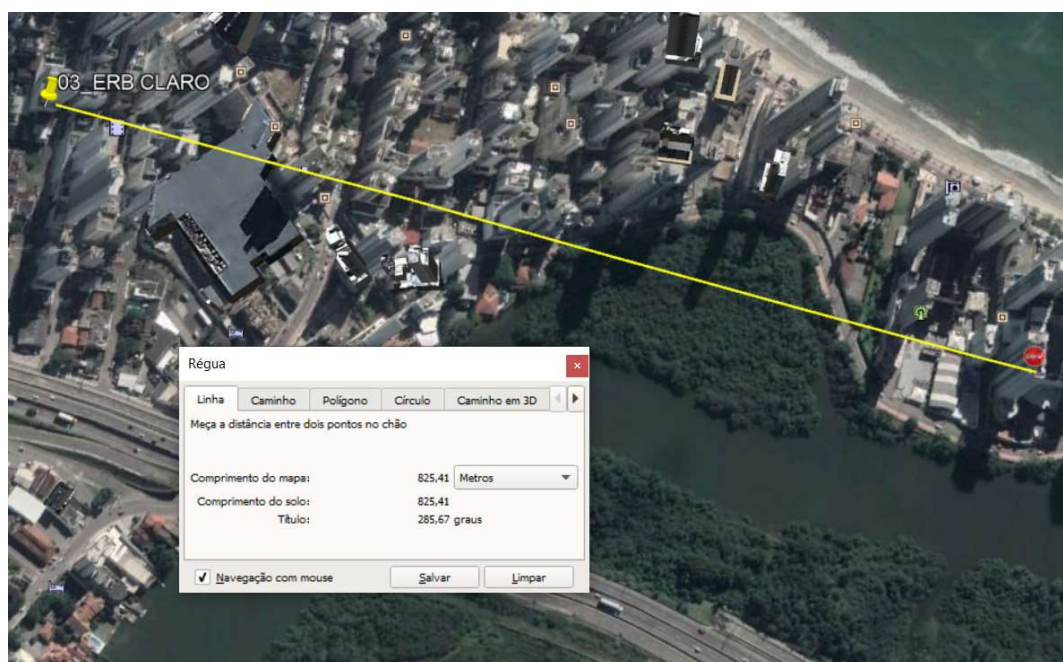 03_ERB CLARO
Régua
Linha Caminho Polígono Círculo Caminho em 3D
Meça a distância entre dois pontos no chão
Comprimento do mapa: 825,41 Metros
Comprimento do solo: 825,41
Título: 285,67 graus
Navegação com mouse Salvar Limpar